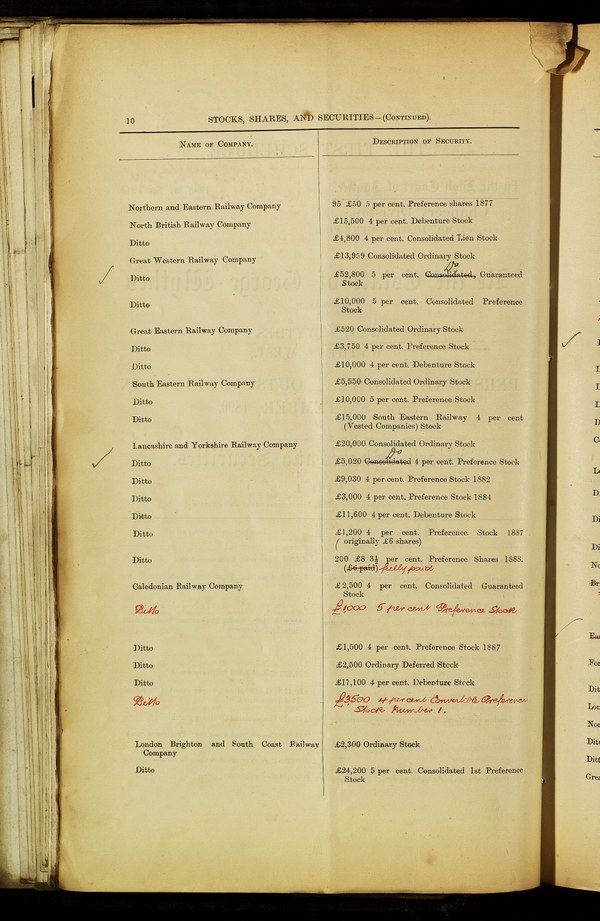 10
STOCKS, SHARES, AND SECURITIES—(CONTINUED).
NAME OF COMPANY.
DESCRIPTION OF SECURITY.
Northern and Eastern Railway Company
95 £50 5 per cent. Preference shares 1877
North British Railway Company
£15,500 4 per cent. Debenture Stock
Ditto
£4,800 4 per cent. Consolidated Lien Stock
Great Western Railway Company
£13,959 Consolidated Ordinary Stock
Ditto
£52,800 5 per cent. Consolidated, Guaranteed
Stock
Ditto
£10,000 5 per cent. Consolidated Preference
Stock
Great Eastern Railway Company
£520 Consolidated Ordinary Stock
Ditto
£3,750 4 per cent. Preference Stock
Ditto
£10,000 4 per cent. Debenture Stock
South Eastern Railway Company
£5,550 Consolidated Ordinary Stock
Ditto
£10,000 5 per cent. Preference Stock
Ditto
£15,000 South Eastern Railway 4 per cent
(Vested Companies) Stock
Lancashire and Yorkshire Railway Company
£20,000 Consolidated Ordinary Stock
Ditto
£5,020 Consolidated 4 per cent. Preference Stock
Ditto
£9,030 4 per cent. Preference Stock 1882
Ditto
£3,000 4 per cent. Preference Stock 1884
Ditto
£11,600 4 per cent. Debenture Stock
Ditto
£1,200 4 per cent. Preference Stock 1887
( originally £6 shares)
Ditto
200 £8 3½ per cent. Preference Shares 1888.
(£6 paid) fully paid
Caledonian Railway Company
£2,500 4 per cent. Consolidated Guaranteed
Stock
Ditto
£1,000 5 per cent Preference Stock
Ditto
£1,500 4 per cent. Preference Stock 1887
Ditto
£2,500 Ordinary Deferred Stock
Ditto
£17,100 4 per cent. Debenture Stock
Ditto
£3500 4 per cent Convertible Preference
Stock Number 1.
London Brighton and South Coast Railway
Company
£2,300 Ordinary Stock
Ditto
£24,200 5 per cent. Consolidated 1st Preference
Stock